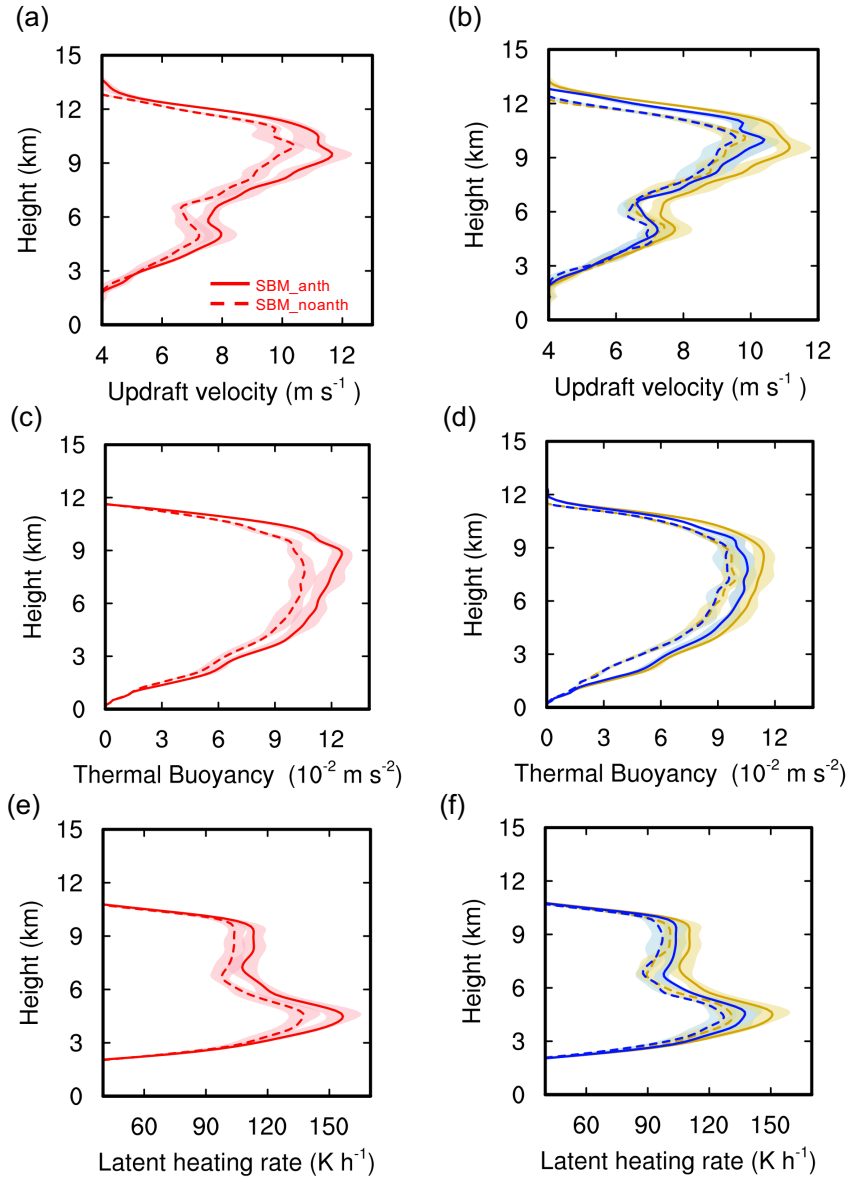 (a)
(b)
15
12
9
6
3
0
Height (km)
SBM_anth
SBM_noanth
4 6 8 10 12
Updraft velocity (m s⁻¹ )
15
12
9
6
3
0
Height (km)
4 6 8 10 12
Updraft velocity (m s⁻¹ )
(c)
(d)
15
12
9
6
3
0
Height (km)
0 3 6 9 12
Thermal Buoyancy (10⁻² m s⁻²)
15
12
9
6
3
0
Height (km)
0 3 6 9 12
Thermal Buoyancy (10⁻² m s⁻²)
(e)
(f)
15
12
9
6
3
0
Height (km)
60 90 120 150
Latent heating rate (K h⁻¹)
15
12
9
6
3
0
Height (km)
60 90 120 150
Latent heating rate (K h⁻¹)